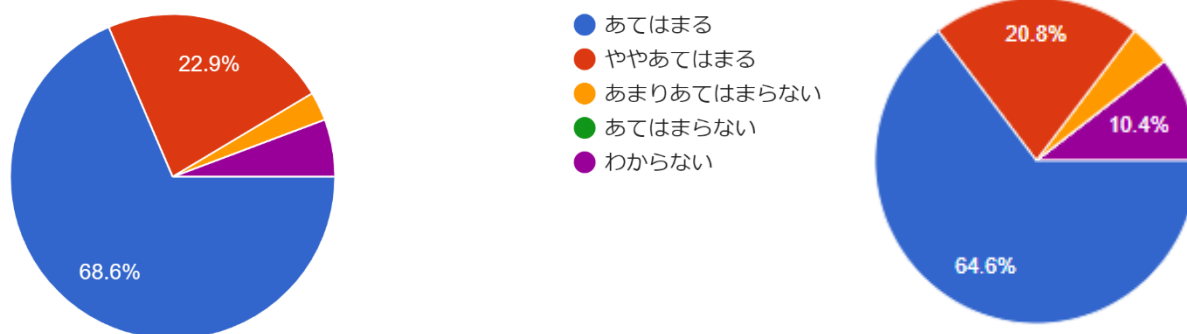 22.9%
68.6%
あてはまる
ややあてはまる
あまりあてはまらない
あてはまらない
わからない
20.8%
10.4%
64.6%